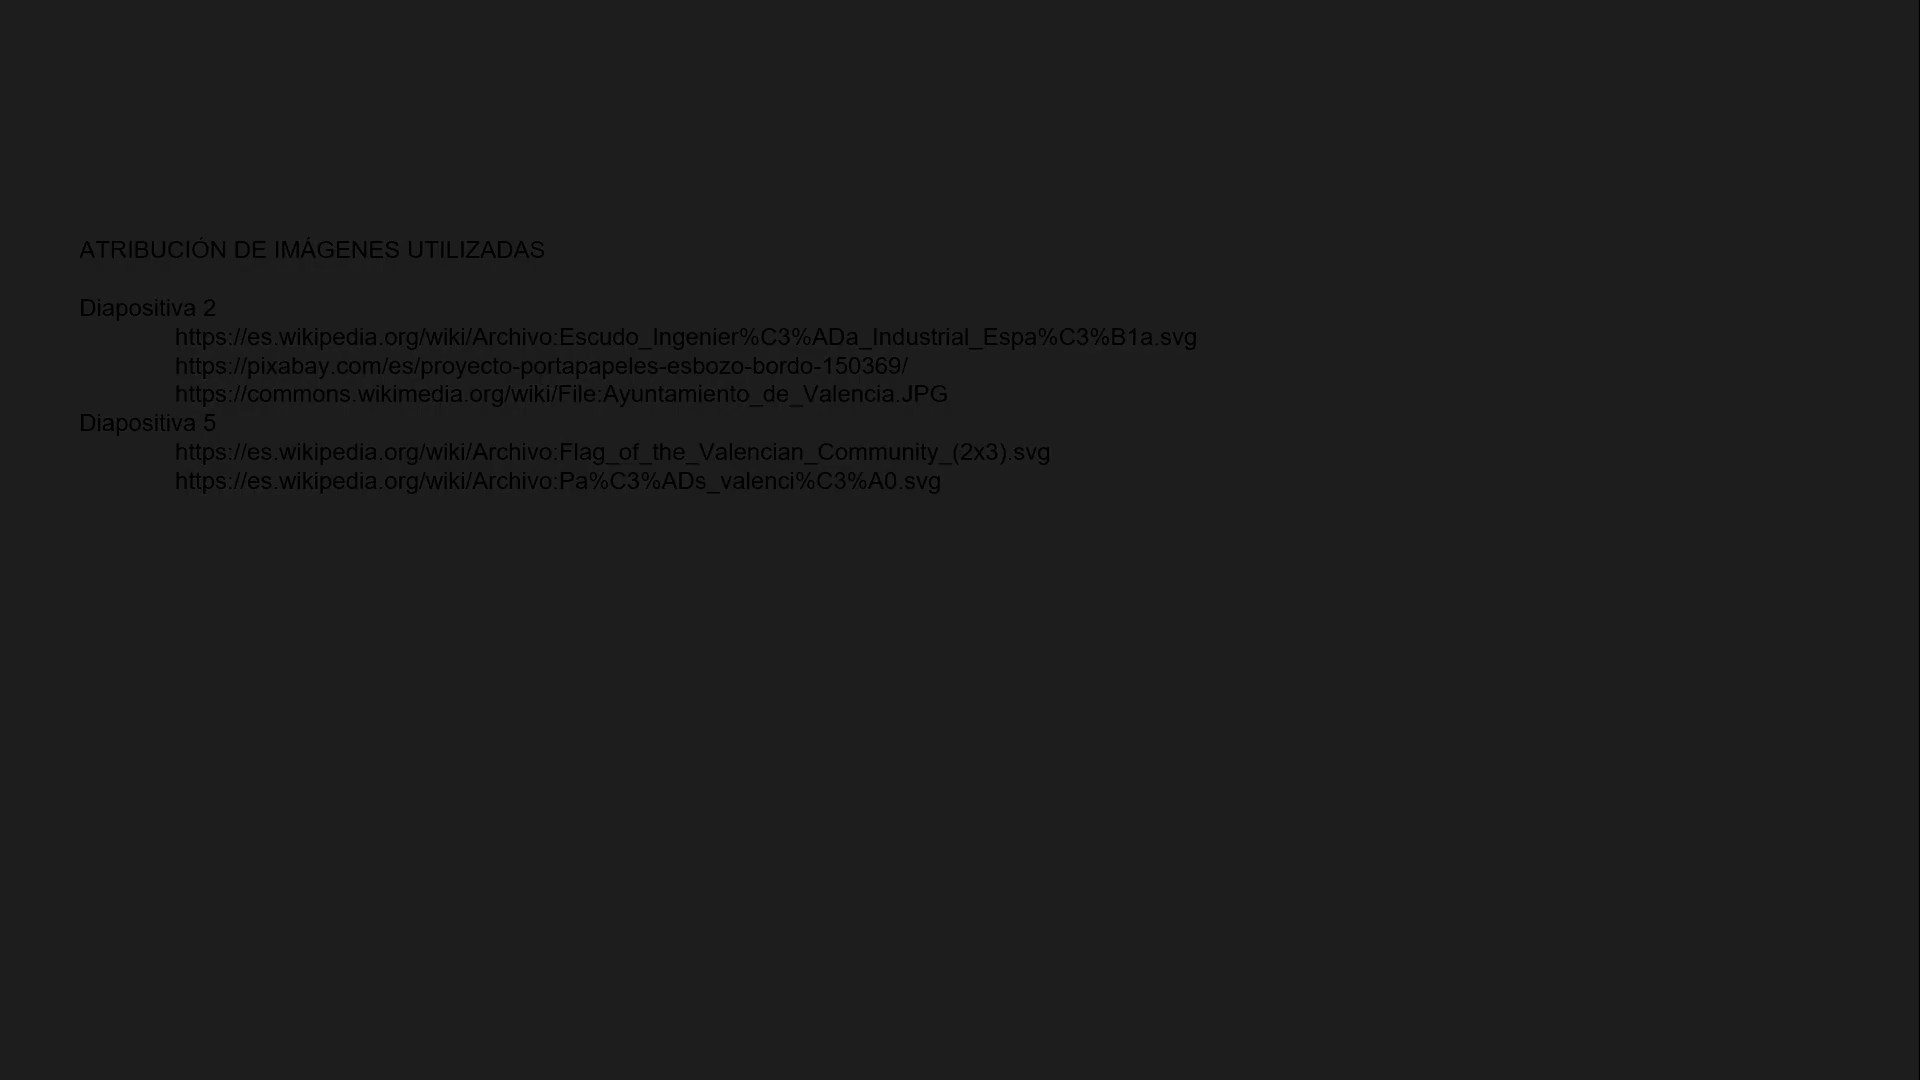 ATRIBUCIÓN DE IMÁGENES UTILIZADAS
Diapositiva 2
https://es.wikipedia.org/wiki/Archivo:Escudo_Ingenier%C3%ADa_Industrial_Espa%C3%B1a.svg
https://pixabay.com/es/proyecto-portapapeles-esbozo-bordo-150369/
https://commons.wikimedia.org/wiki/File:Ayuntamiento_de_Valencia.JPG
Diapositiva 5
https://es.wikipedia.org/wiki/Archivo:Flag_of_the_Valencian_Community_(2x3).svg
https://es.wikipedia.org/wiki/Archivo:Pa%C3%ADs_valenci%C3%A0.svg